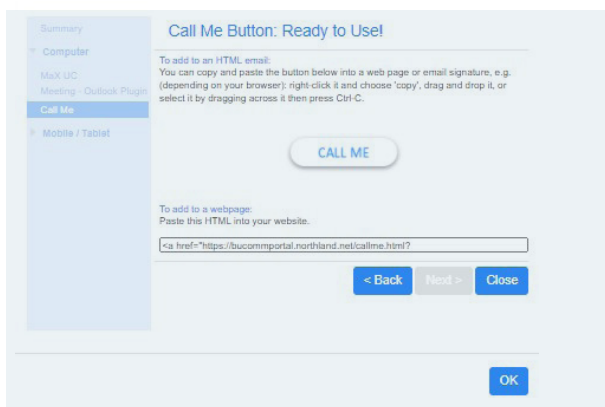 Summary
Call Me Button: Ready to Use!
Computer
MaX UC
Meeting - Outlook Plugin
Call Me
Mobile / Tablet
To add to an HTML email:
You can copy and paste the button below into a web page or email signature, e.g.
(depending on your browser): right-click it and choose 'copy', drag and drop it, or
select it by dragging across it then press Ctrl-C.
CALL ME
To add to a webpage:
Paste this HTML into your website.
<a href="https://bucommportal.northland.net/callme.html?
< Back
Next >
Close
OK